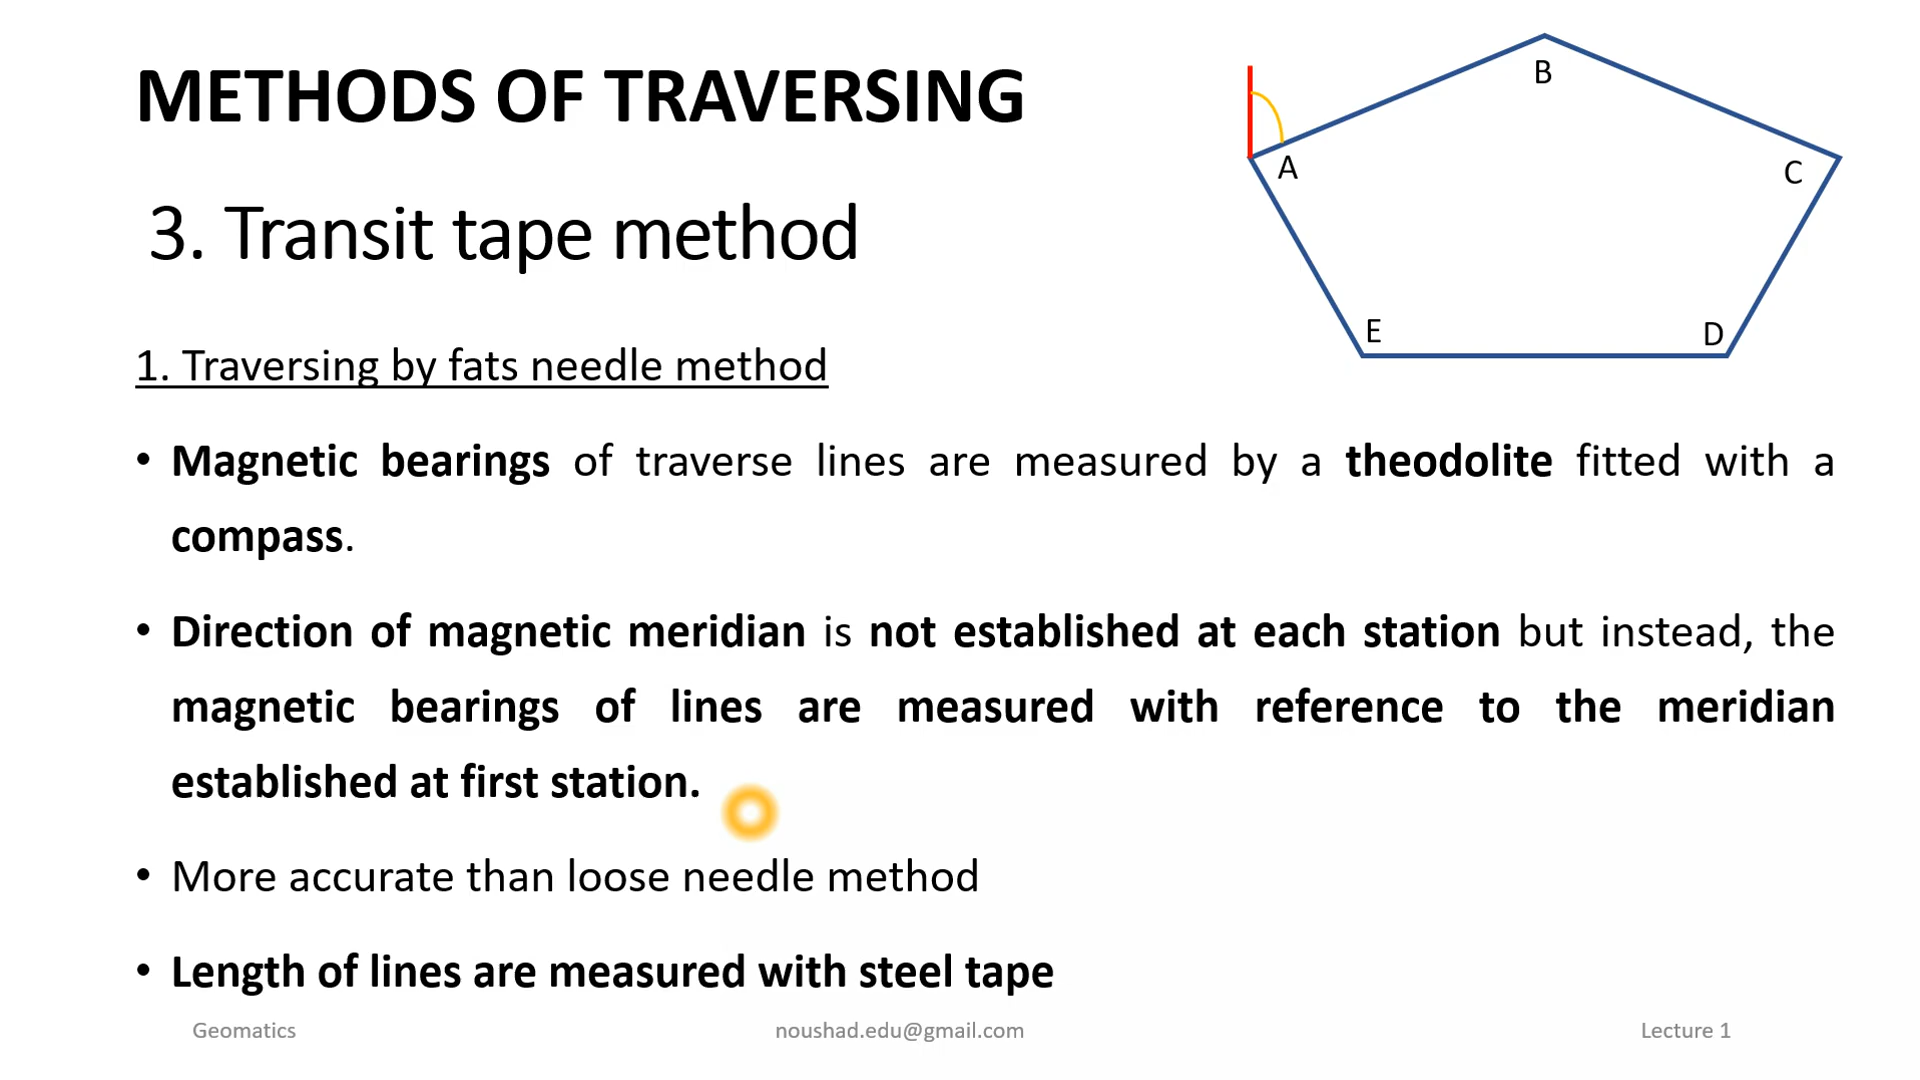 METHODS OF TRAVERSING
3. Transit tape method
B
A
C
E
D
1. Traversing by fats needle method
• Magnetic bearings of traverse lines are measured by a theodolite fitted with a
compass.
• Direction of magnetic meridian is not established at each station but instead, the
magnetic bearings of lines are measured with reference to the meridian
established at first station.
• More accurate than loose needle method
• Length of lines are measured with steel tape
Geomatics
noushad.edu@gmail.com
Lecture 1